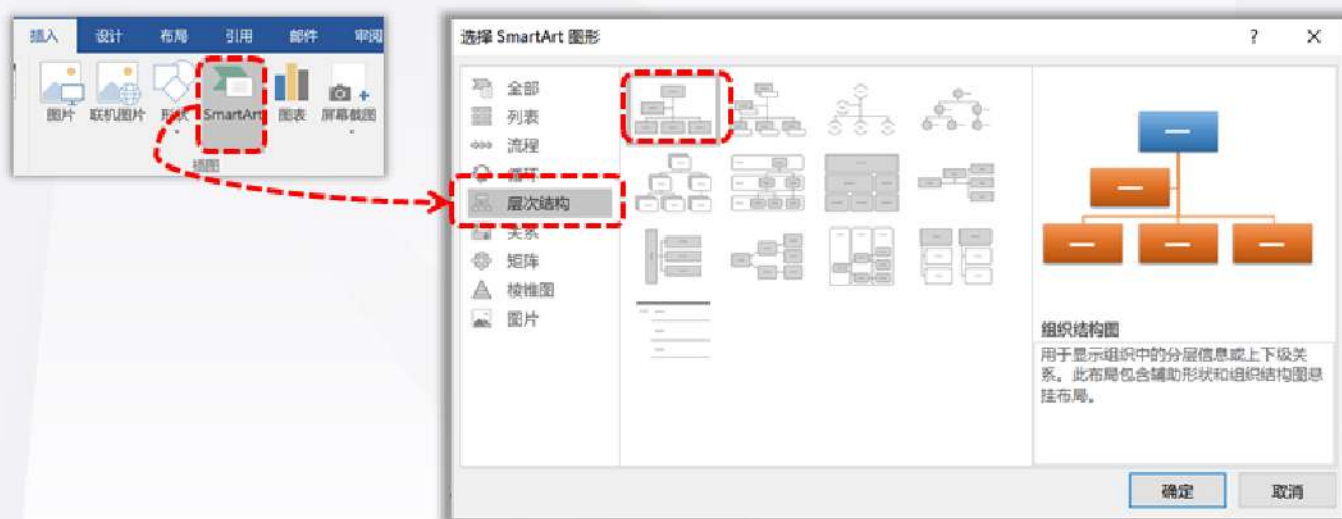 插入 设计 布局 引用 邮件 审阅
图片 联机图片 形状 SmartArt 图表 屏幕截图
插图
选择 SmartArt 图形 ? ×
全部
列表
流程
循环
层次结构
关系
矩阵
棱锥图
图片
组织结构图
用于显示组织中的分层信息或上下级关
系。此布局包含辅助形状和组织结构图悬
挂布局。
确定 取消